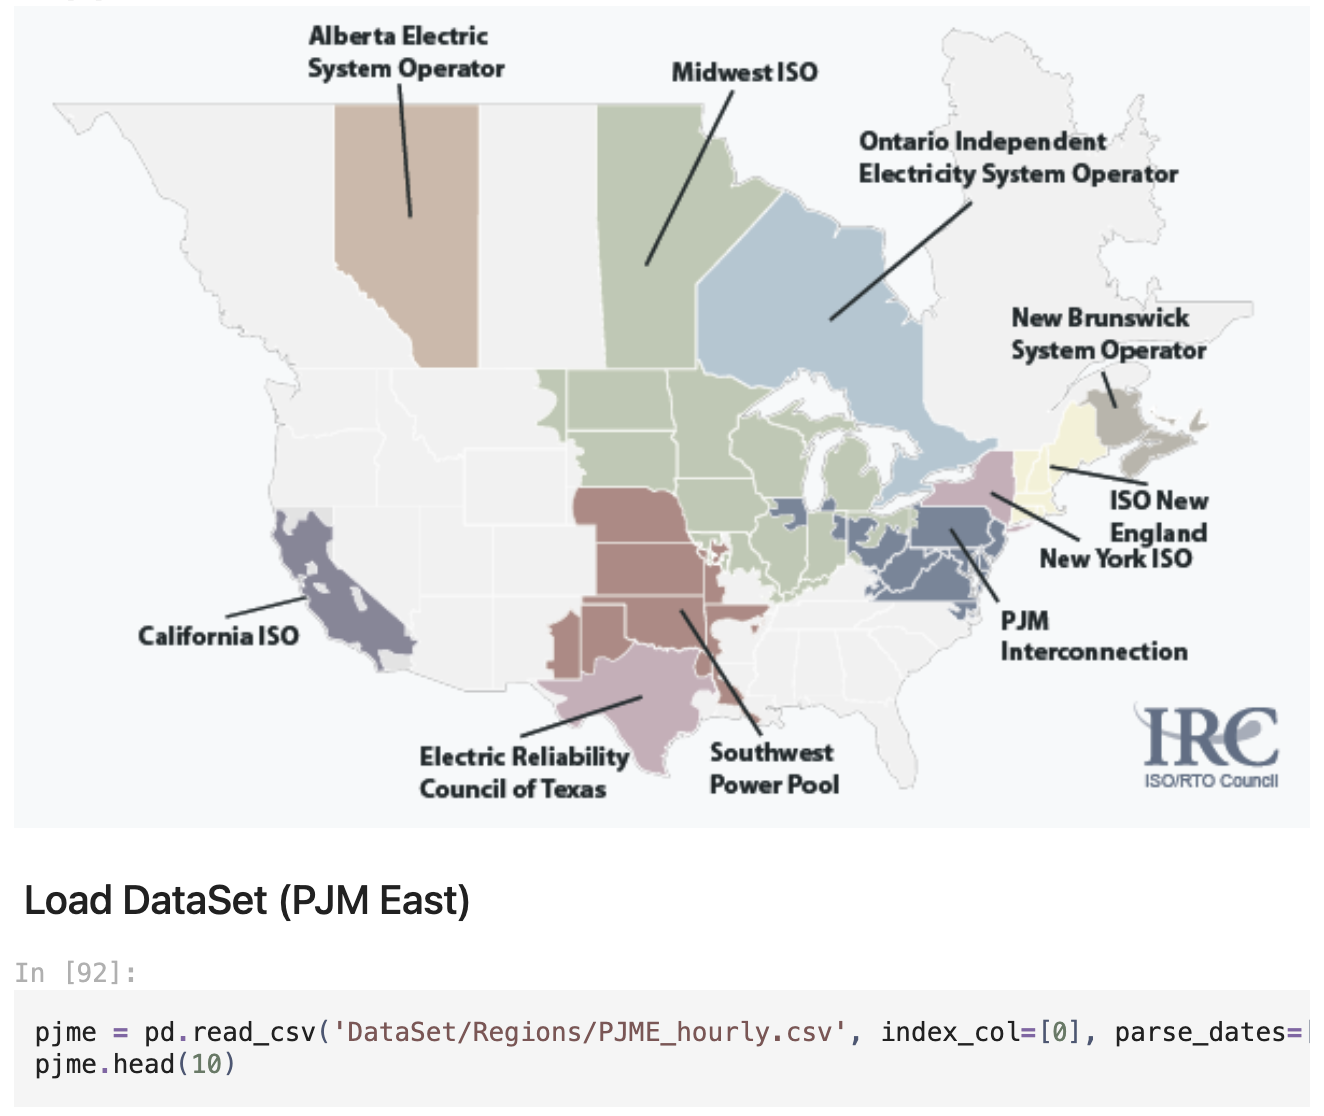 Alberta Electric
System Operator
Midwest ISO
Ontario Independent
Electricity System Operator
New Brunswick
System Operator
ISO New
England
New York ISO
PJM
Interconnection
California ISO
Electric Reliability
Council of Texas
Southwest
Power Pool
IRC
ISO/RTO Council
Load DataSet (PJM East)
In [92]:
pjme = pd.read_csv('DataSet/Regions/PJME_hourly.csv', index_col=[0], parse_dates=[
pjme.head(10)